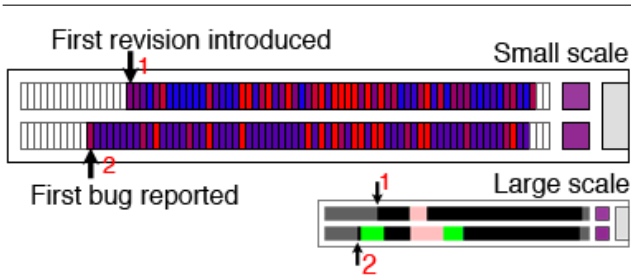 First revision introduced
Small scale
1
2
First bug reported
Large scale
1
2